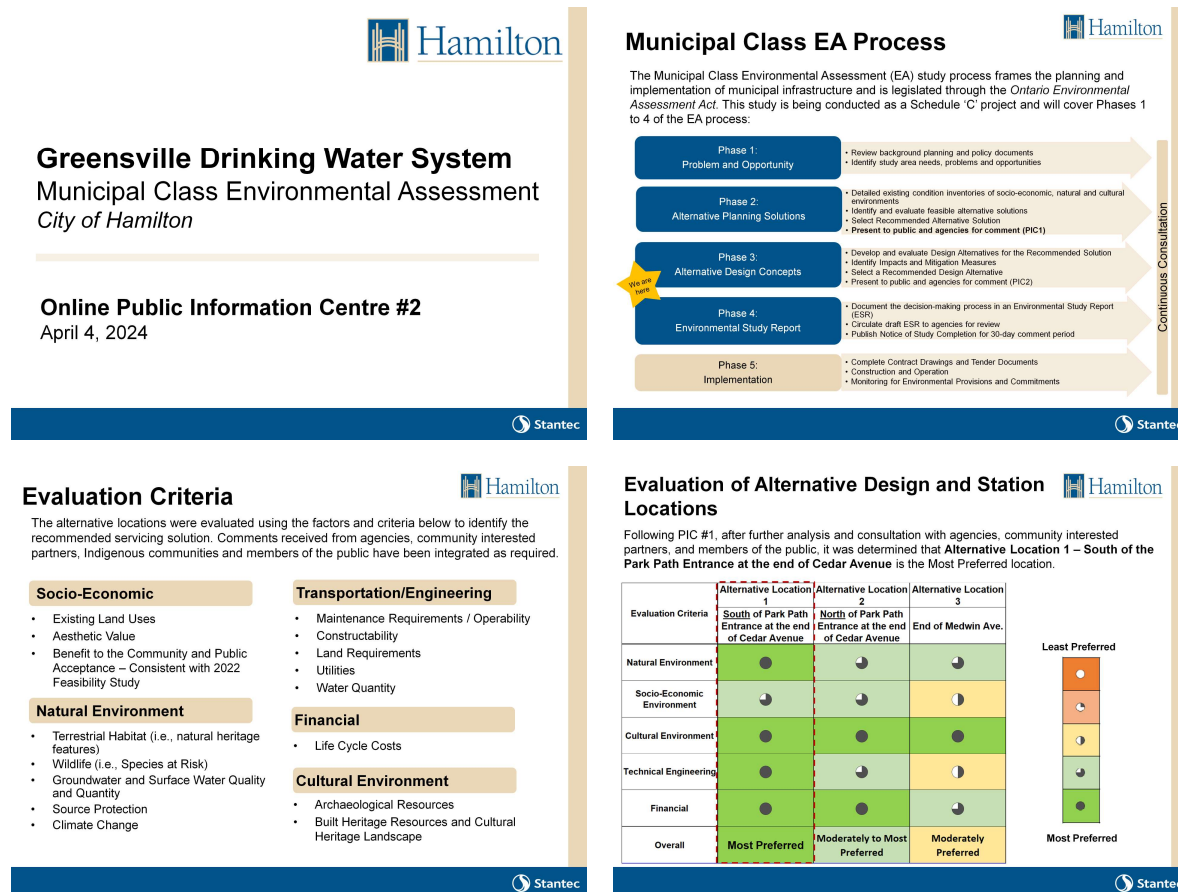 Hamilton
Greensville Drinking Water System
Municipal Class Environmental Assessment
City of Hamilton
Online Public Information Centre #2
April 4, 2024
Stantec
Hamilton
Municipal Class EA Process
The Municipal Class Environmental Assessment (EA) study process frames the planning and
implementation of municipal infrastructure and is legislated through the Ontario Environmental
Assessment Act. This study is being conducted as a Schedule ‘C’ project and will cover Phases 1
to 4 of the EA process:
Phase 1:
Problem and Opportunity
• Review background planning and policy documents
• Identify study area needs, problems and opportunities
Phase 2:
Alternative Planning Solutions
• Detailed existing condition inventories of socio-economic, natural and cultural
environments
• Identify and evaluate feasible alternative solutions
• Select Recommended Alternative Solution
• Present to public and agencies for comment (PIC1)
Phase 3:
Alternative Design Concepts
• Develop and evaluate Design Alternatives for the Recommended Solution
• Identify Impacts and Mitigation Measures
• Select a Recommended Design Alternative
• Present to public and agencies for comment (PIC2)
We are
here
Phase 4:
Environmental Study Report
• Document the decision-making process in an Environmental Study Report
(ESR)
• Circulate draft ESR to agencies for review
• Publish Notice of Study Completion for 30-day comment period
Phase 5:
Implementation
• Complete Contract Drawings and Tender Documents
• Construction and Operation
• Monitoring for Environmental Provisions and Commitments
Continuous Consultation
Stantec
Hamilton
Evaluation Criteria
The alternative locations were evaluated using the factors and criteria below to identify the
recommended servicing solution. Comments received from agencies, community interested
partners, Indigenous communities and members of the public have been integrated as required.
Socio-Economic
• Existing Land Uses
• Aesthetic Value
• Benefit to the Community and Public
Acceptance – Consistent with 2022
Feasibility Study
Natural Environment
• Terrestrial Habitat (i.e., natural heritage
features)
• Wildlife (i.e., Species at Risk)
• Groundwater and Surface Water Quality
and Quantity
• Source Protection
• Climate Change
Transportation/Engineering
• Maintenance Requirements / Operability
• Constructability
• Land Requirements
• Utilities
• Water Quantity
Financial
• Life Cycle Costs
Cultural Environment
• Archaeological Resources
• Built Heritage Resources and Cultural
Heritage Landscape
Stantec
Hamilton
Evaluation of Alternative Design and Station
Locations
Following PIC #1, after further analysis and consultation with agencies, community interested
partners, and members of the public, it was determined that Alternative Location 1 – South of the
Park Path Entrance at the end of Cedar Avenue is the Most Preferred location.
Evaluation Criteria
Alternative Location
1
South of Park Path
Entrance at the end
of Cedar Avenue
Alternative Location
2
North of Park Path
Entrance at the end
of Cedar Avenue
Alternative Location
3
End of Medwin Ave.
Natural Environment
Socio-Economic
Environment
Cultural Environment
Technical Engineering
Financial
Overall
Most Preferred
Moderately to Most
Preferred
Moderately
Preferred
Least Preferred
Most Preferred
Stantec